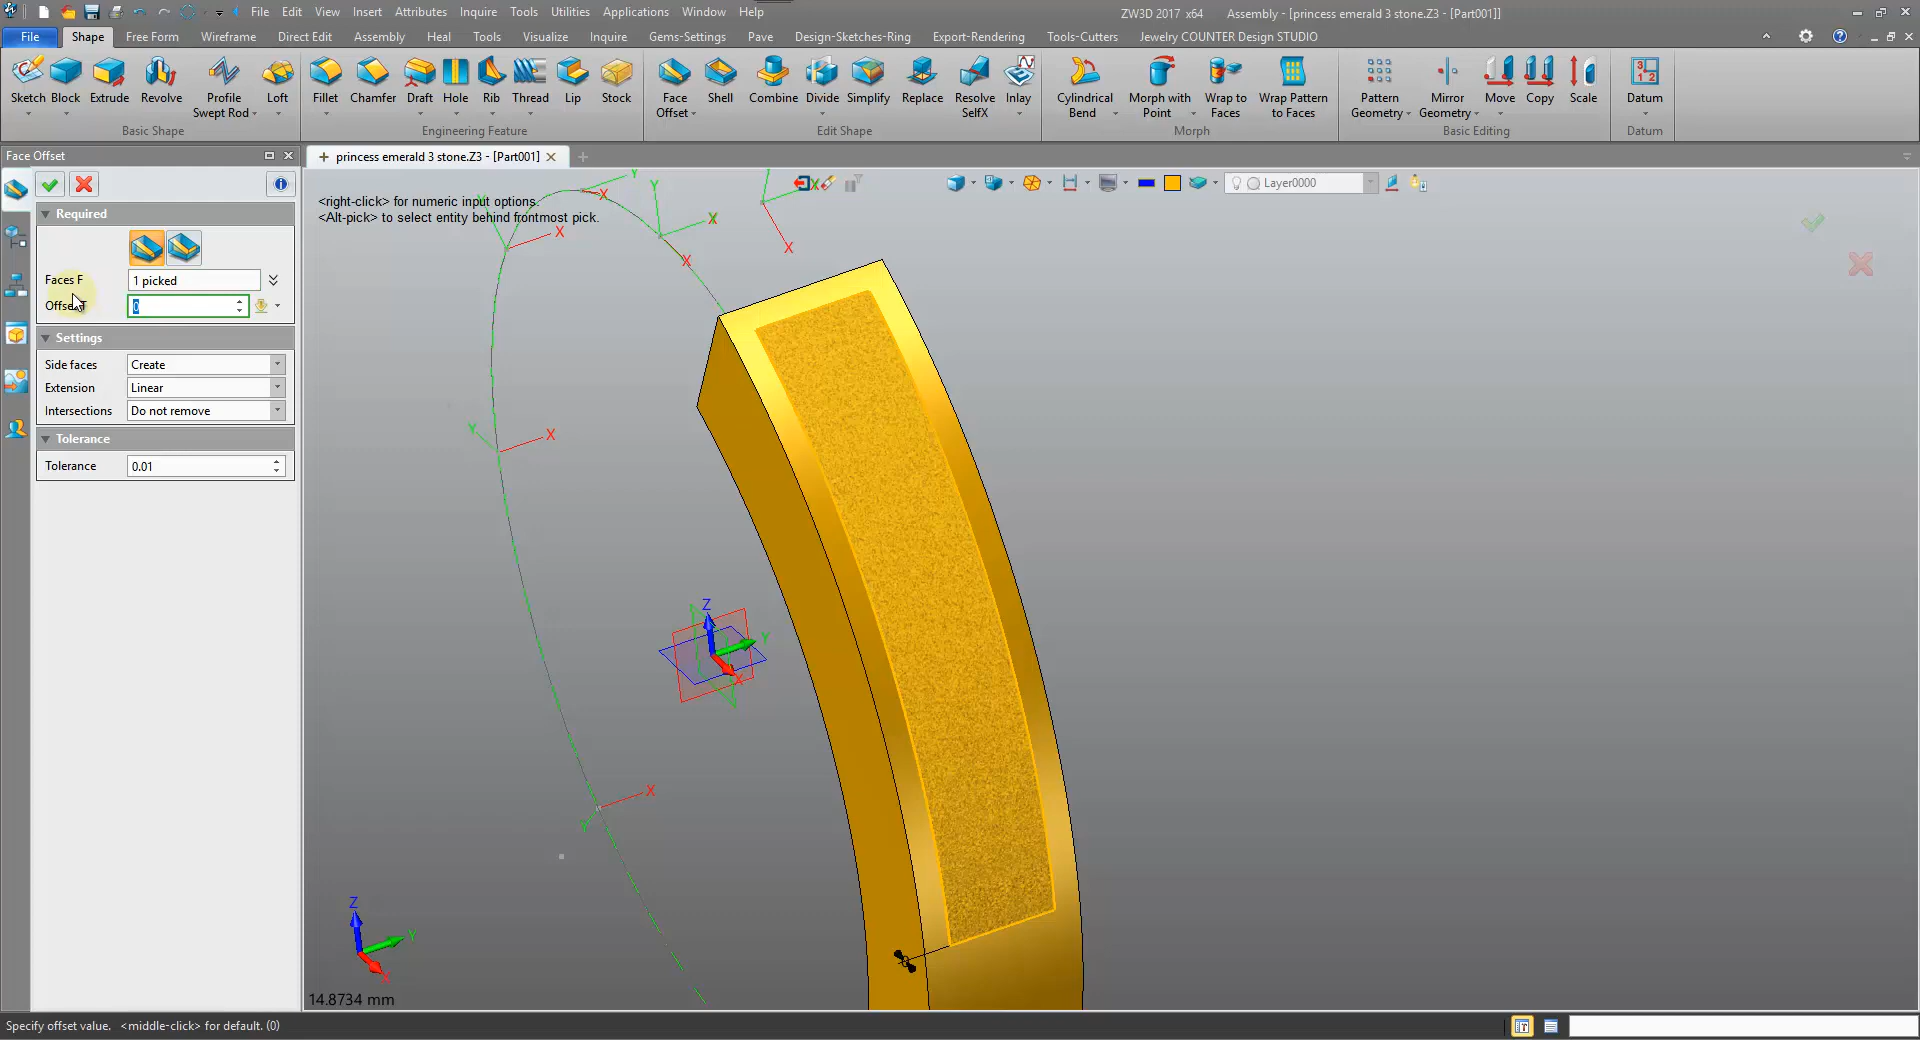 File Edit View Insert Attributes Inquire Tools Utilities Applications Window Help
ZW3D 2017 x64 Assembly - [princess emerald 3 stone.Z3 - [Part001]]
File Shape Free Form Wireframe Direct Edit Assembly Heal Tools Visualize Inquire Gems-Settings Pave Design-Sketches-Ring Export-Rendering Tools-Cutters Jewelry COUNTER Design STUDIO
Sketch Block Extrude Revolve Profile Swept Rod Loft
Basic Shape
Fillet Chamfer Draft Hole Rib Thread Lip Stock
Engineering Feature
Face Offset Shell Combine Divide Simplify Replace Resolve SelfX Inlay
Edit Shape
Cylindrical Bend Morph with Point Wrap to Faces Wrap Pattern to Faces
Morph
Pattern Geometry Mirror Geometry Move Copy Scale
Basic Editing
Datum
Datum
Face Offset
princess emerald 3 stone.Z3 - [Part001]
Required
Faces F 1 picked
0
Settings
Side faces Create
Extension Linear
Intersections Do not remove
Tolerance
Tolerance 0.01
<right-click> for numeric input options.
<Alt-pick> to select entity behind frontmost pick.
Layer0000
Y
Y
Y
X
X
X
X
X
Y
X
Y
X
Z
Y
X
X
Y
Z
Y
X
14.8734 mm
Specify offset value. <middle-click> for default. (0)